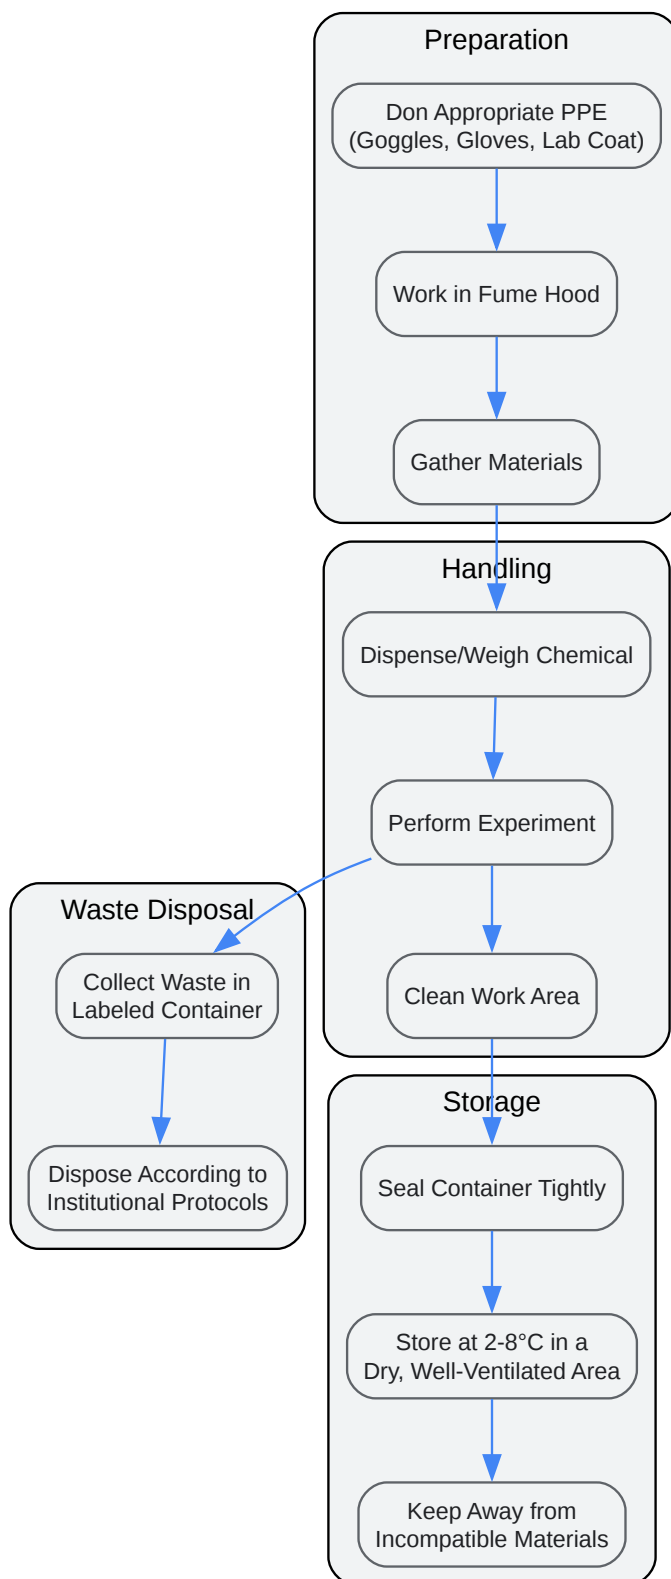 Preparation
Don Appropriate PPE
(Goggles, Gloves, Lab Coat)
Work in Fume Hood
Gather Materials
Handling
Dispense/Weigh Chemical
Perform Experiment
Clean Work Area
Waste Disposal
Collect Waste in
Labeled Container
Dispose According to
Institutional Protocols
Storage
Seal Container Tightly
Store at 2-8°C in a
Dry, Well-Ventilated Area
Keep Away from
Incompatible Materials